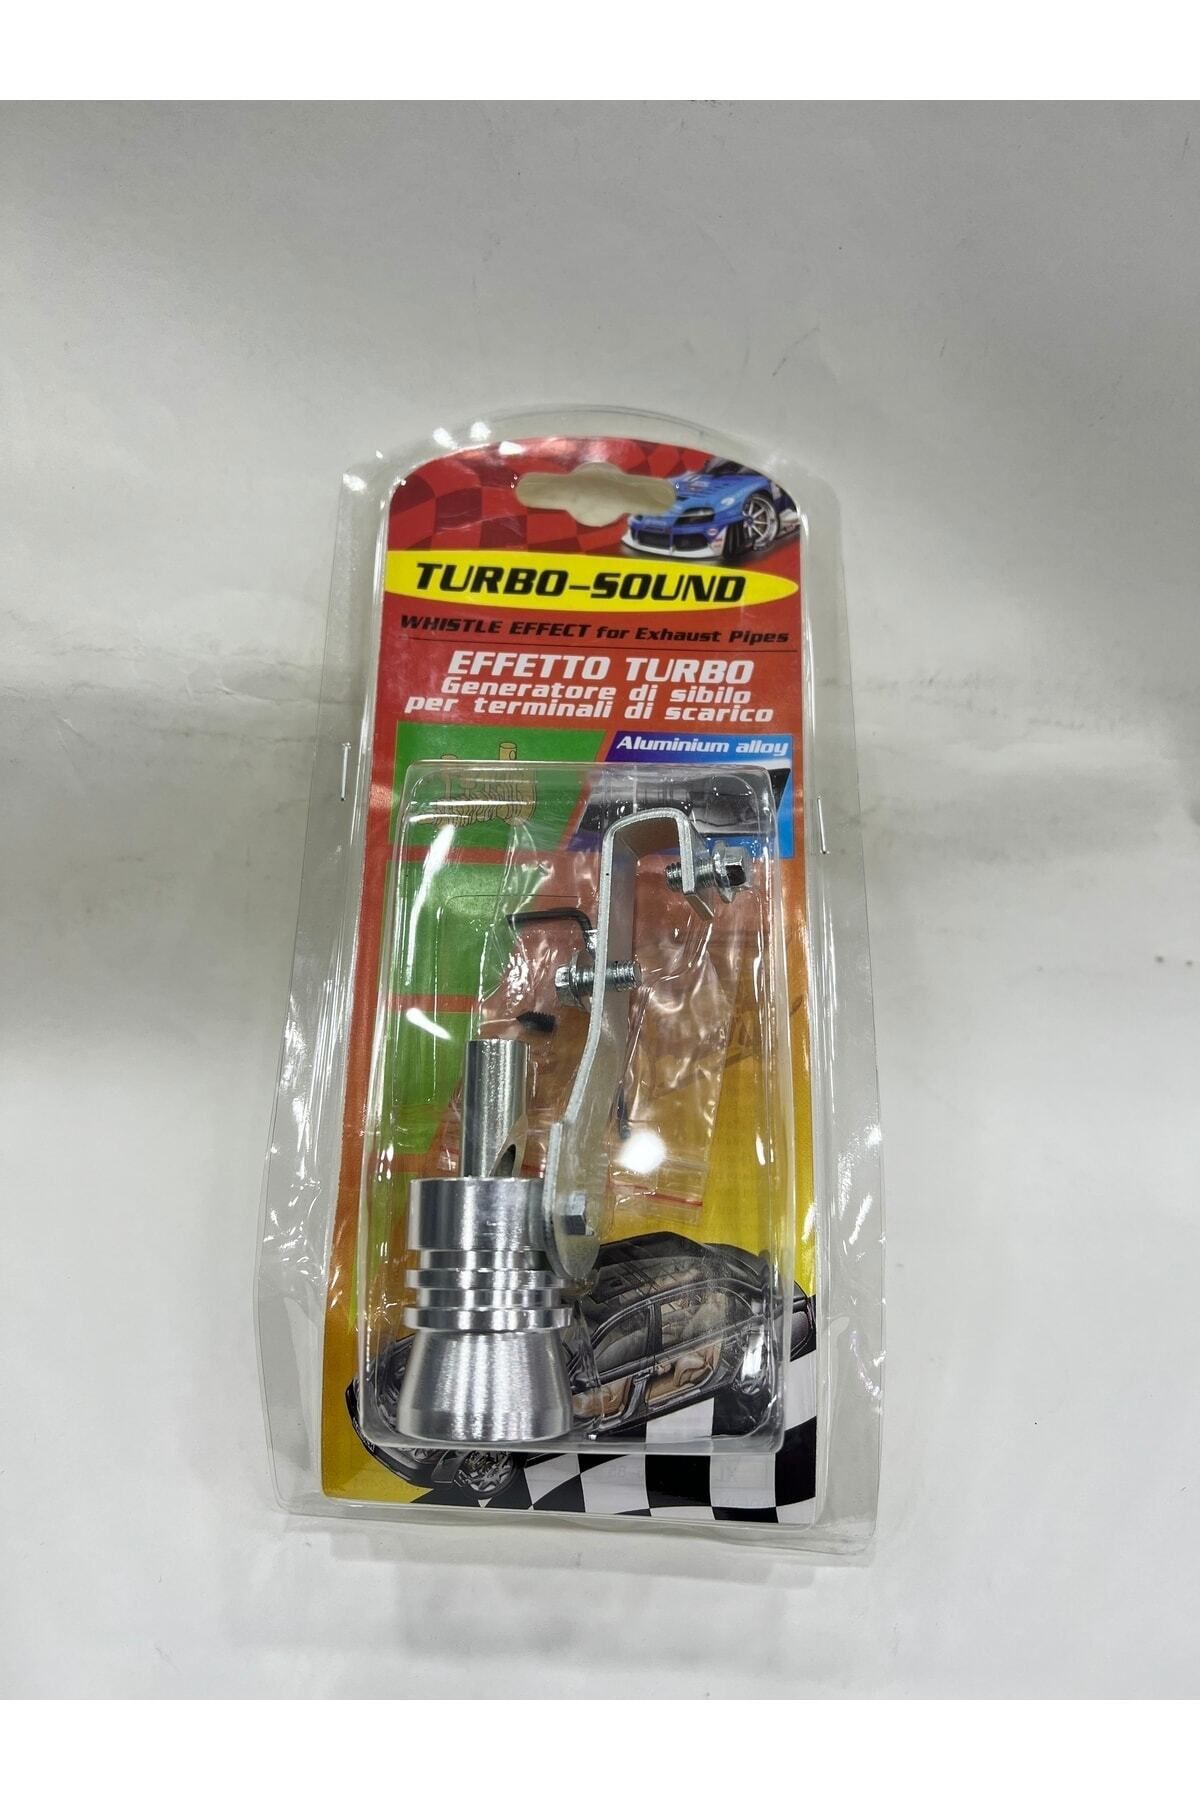 TURBO-SOUND
WHISTLE EFFECT for Exhaust Pipes
EFFETTO TURBO
Generatore di sibilo
per terminali di scarico
Aluminium alloy